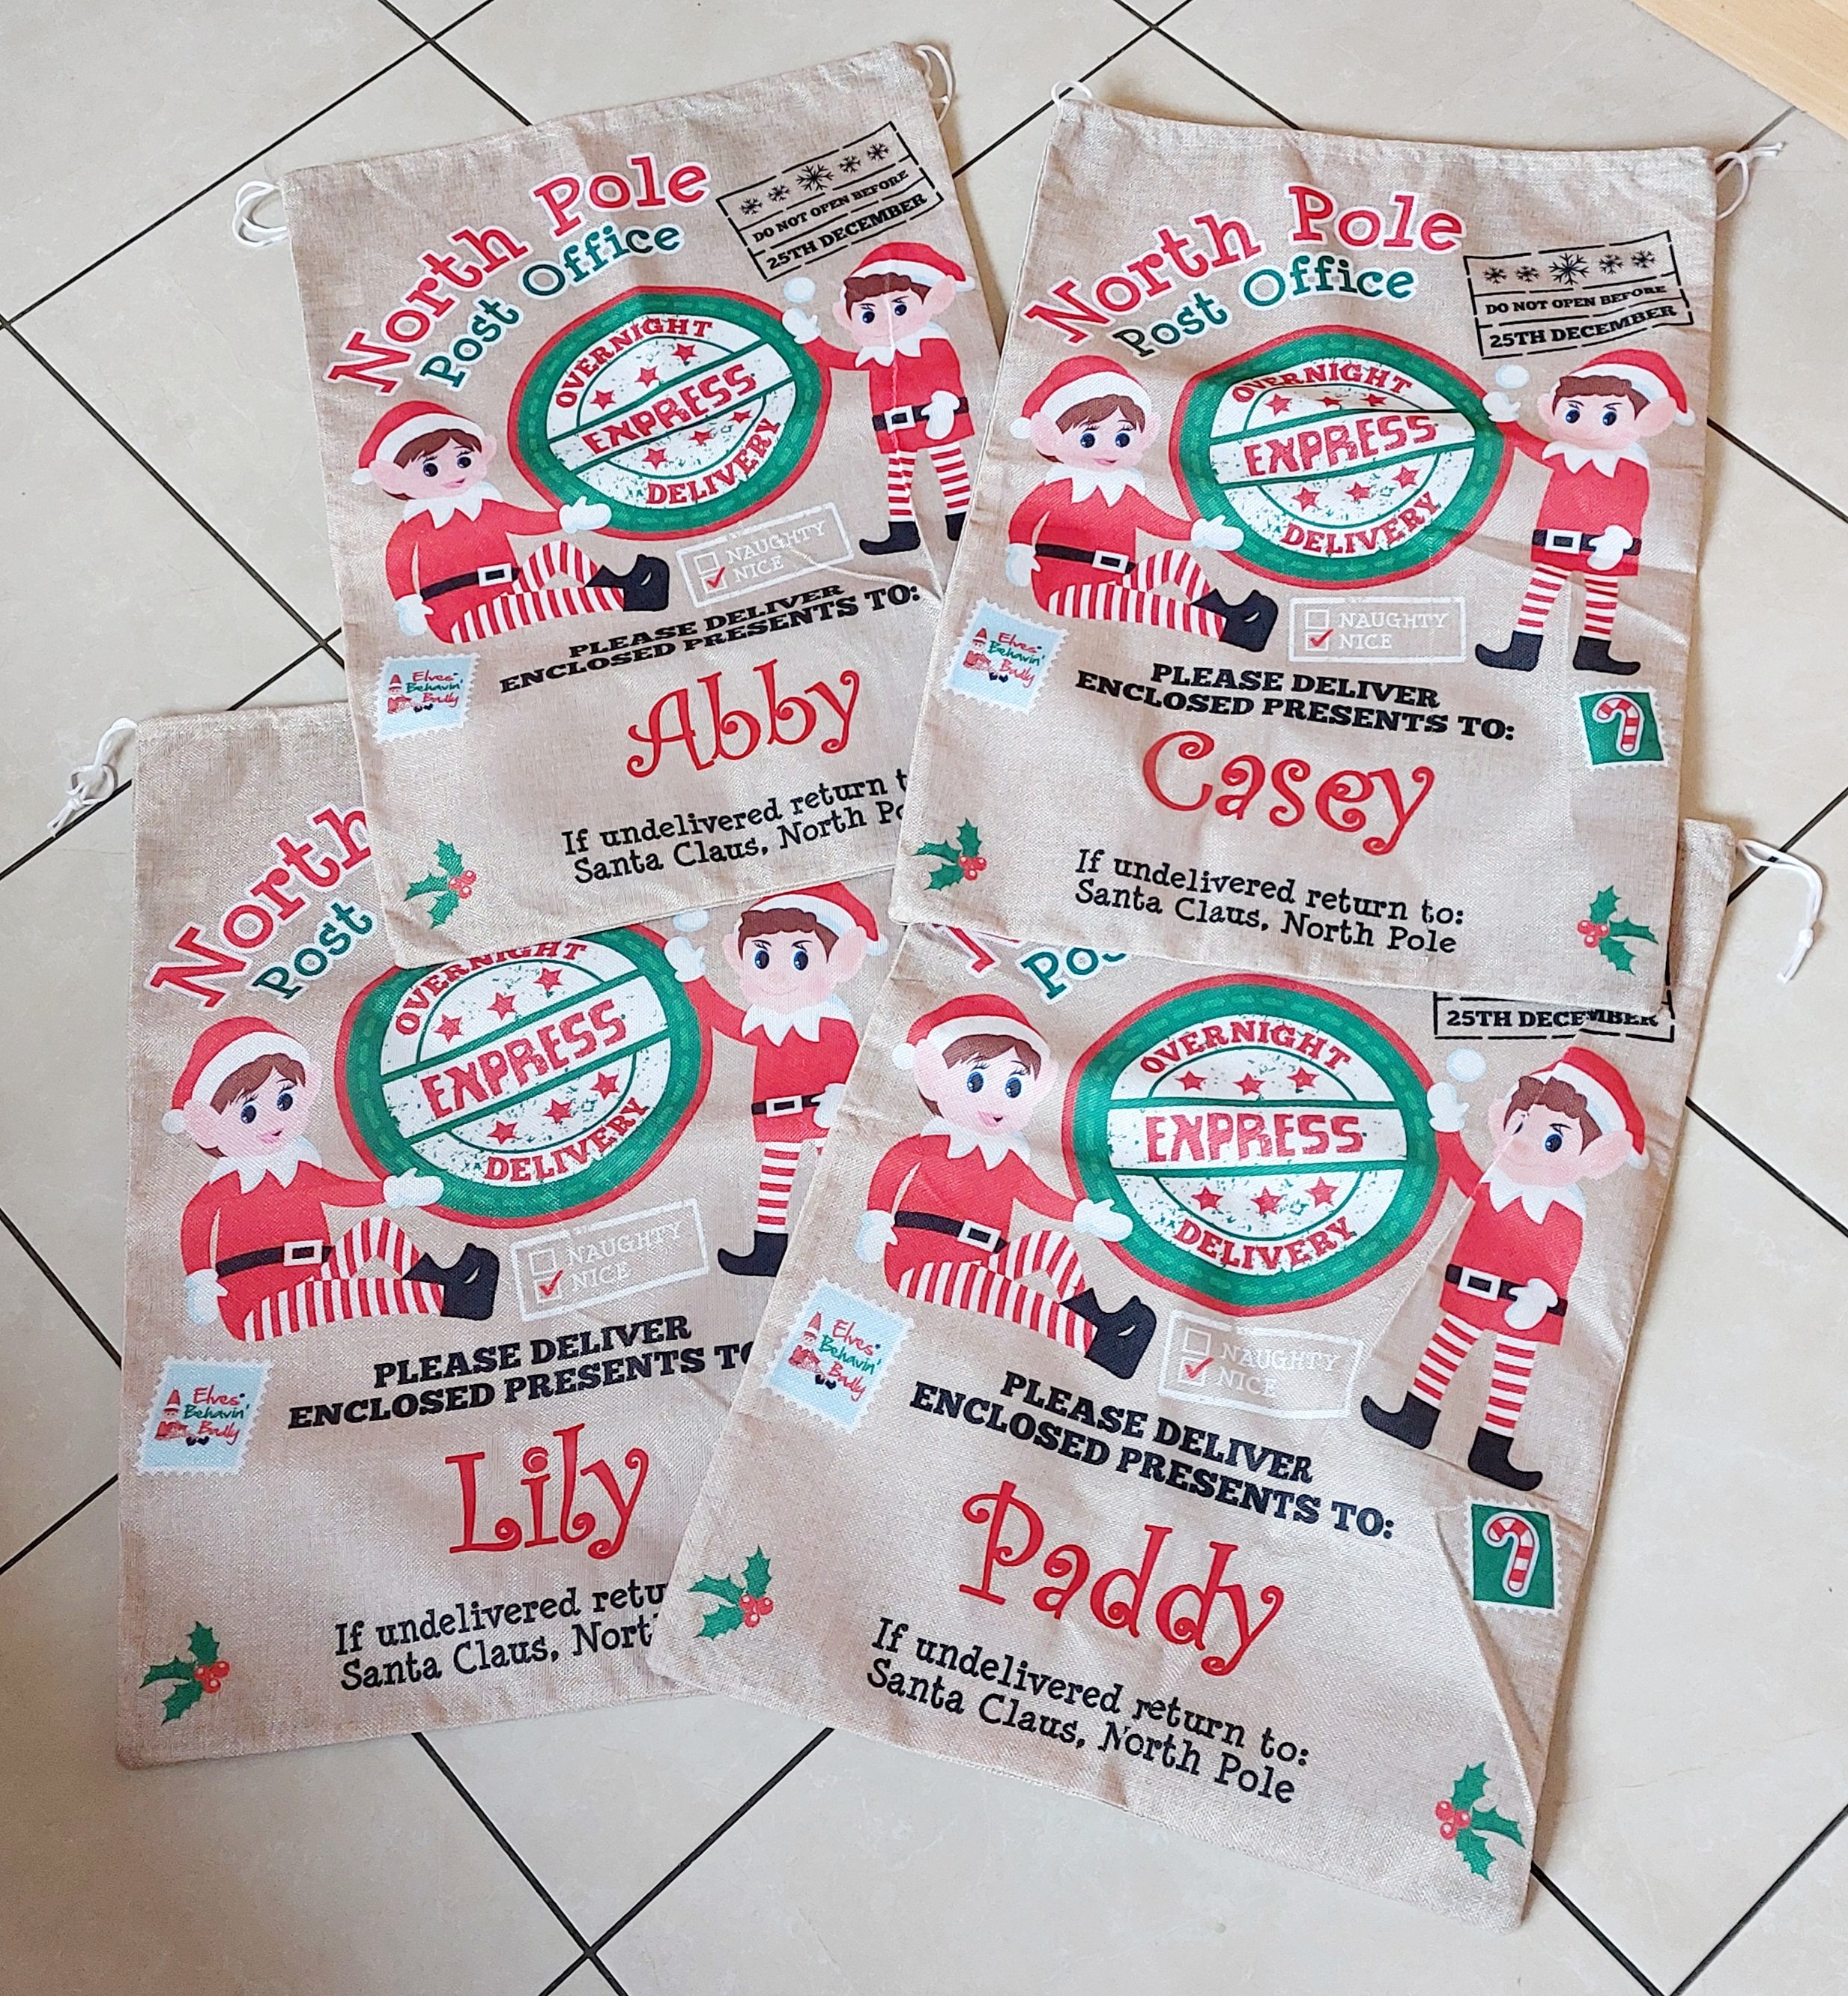 North Pole
Post Office
DO NOT OPEN BEFORE
25TH DECEMBER
OVERNIGHT
EXPRESS
DELIVERY
NAUGHTY
NICE
PLEASE DELIVER
ENCLOSED PRESENTS TO:
Elves
Behavin'
Badly
Abby
If undelivered return
Santa Claus, North
North Pole
Post Office
DO NOT OPEN BEFORE
25TH DECEMBER
OVERNIGHT
EXPRESS
DELIVERY
NAUGHTY
NICE
Elves
Behavin'
Badly
PLEASE DELIVER
ENCLOSED PRESENTS TO:
Casey
If undelivered return to:
Santa Claus, North Pole
North
Post
OVERNIGHT
EXPRESS
DELIVERY
NAUGHTY
NICE
PLEASE DELIVER
ENCLOSED PRESENTS TO
Elves
Behavin'
Badly
Lily
If undelivered retu
Santa Claus, Nort
25TH DECEMBER
OVERNIGHT
EXPRESS
DELIVERY
NAUGHTY
NICE
Elves
Behavin'
Badly
PLEASE DELIVER
ENCLOSED PRESENTS TO:
Paddy
If undelivered return to:
Santa Claus, North Pole